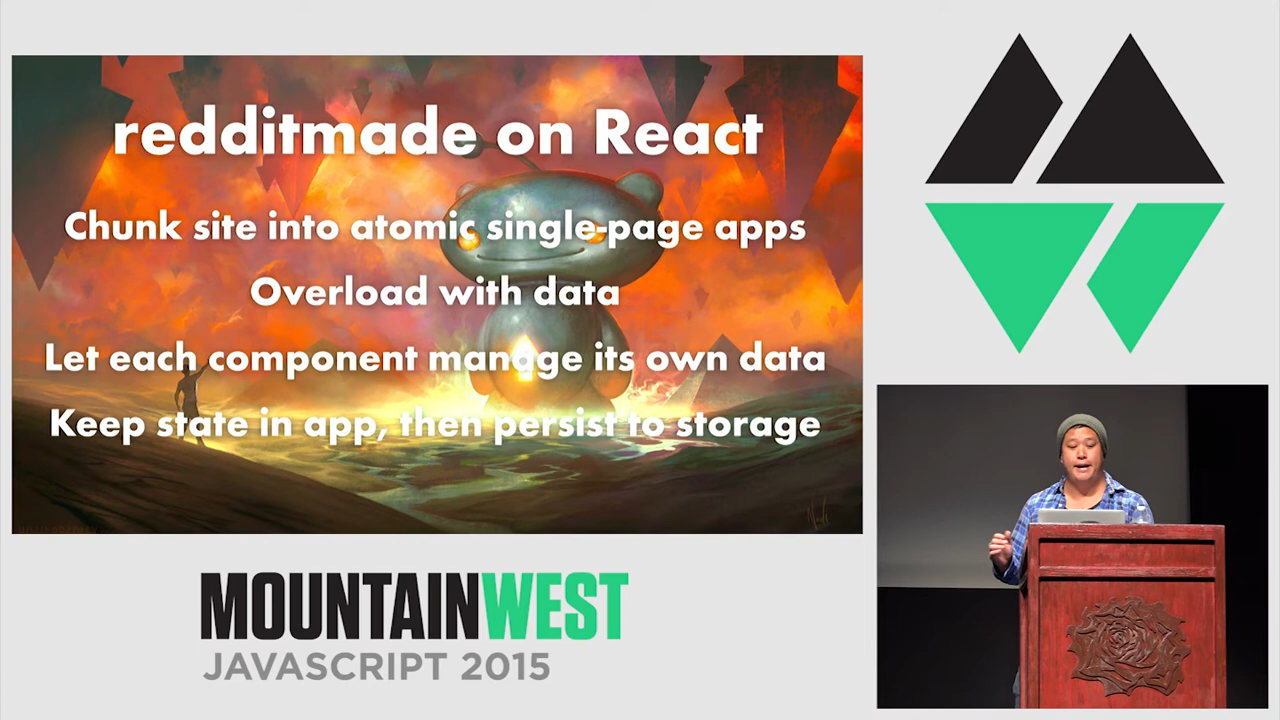 redditmade on React
Chunk site into atomic single-page apps
Overload with data
Let each component manage its own data
Keep state in app, then persist to storage
MOUNTAINWEST
JAVASCRIPT 2015